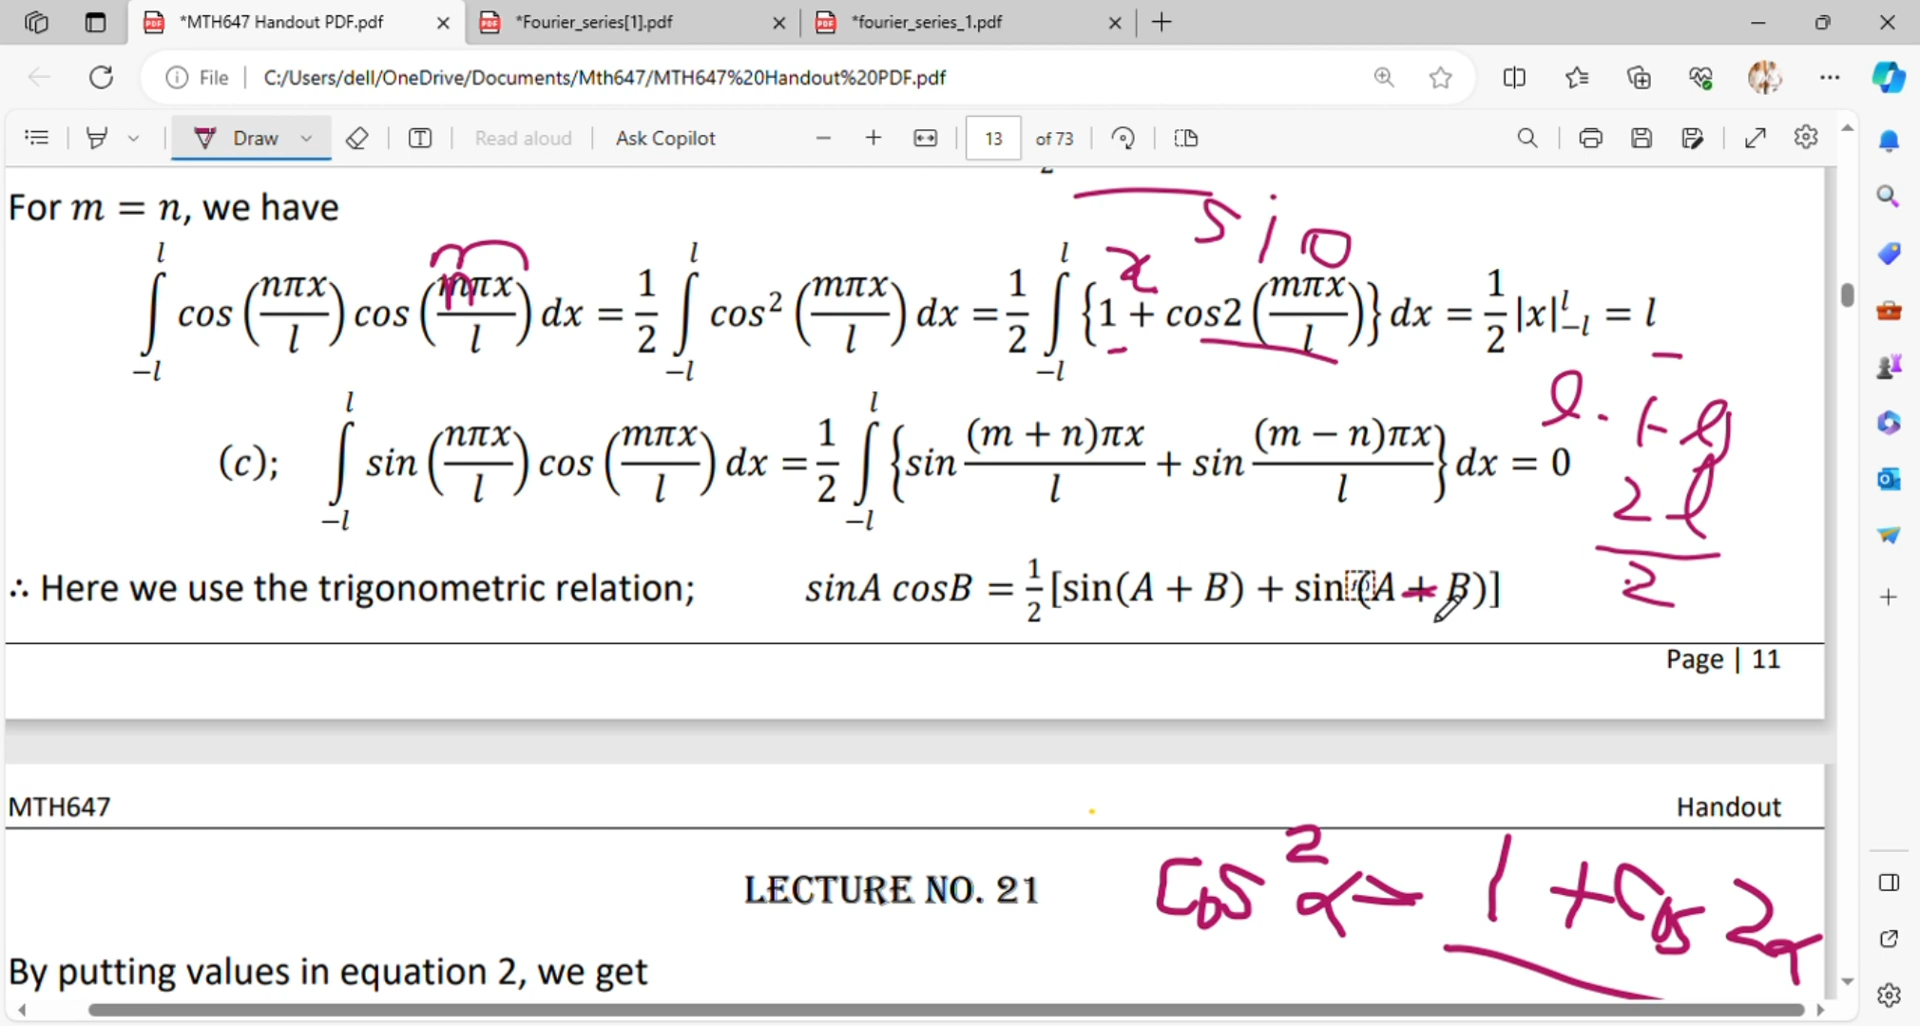 *MTH647 Handout PDF.pdf
*Fourier_series[1].pdf
*fourier_series_1.pdf
File
C:/Users/dell/OneDrive/Documents/Mth647/MTH647%20Handout%20PDF.pdf
Draw
Read aloud
Ask Copilot
13 of 73
For m = n, we have
∫_{-l}^{l} cos(nπx/l) cos(mπx/l) dx = 1/2 ∫_{-l}^{l} cos²(mπx/l) dx = 1/2 ∫_{-l}^{l} {1 + cos2(mπx/l)} dx = 1/2 |x|_{-l}^{l} = l
(c); ∫_{-l}^{l} sin(nπx/l) cos(mπx/l) dx = 1/2 ∫_{-l}^{l} {sin (m + n)πx/l + sin (m − n)πx/l} dx = 0
2l
2
∴ Here we use the trigonometric relation; sinA cosB = 1/2 [sin(A + B) + sin(A + B)]
Page | 11
MTH647 Handout
LECTURE NO. 21
Cos²α = 1 + Cos 2α
By putting values in equation 2, we get